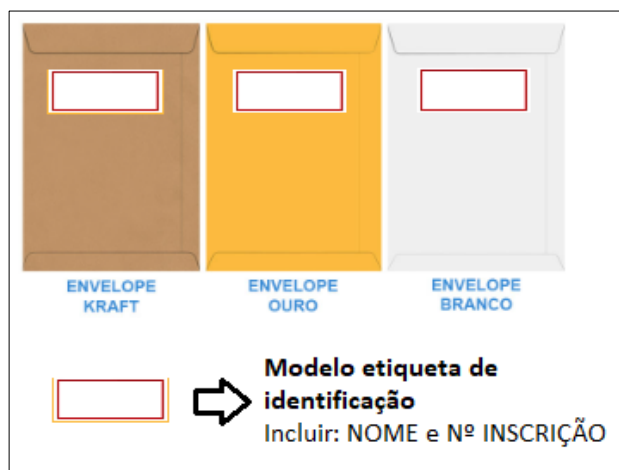 ENVELOPE
KRAFT
ENVELOPE
OURO
ENVELOPE
BRANCO
Modelo etiqueta de
identificação
Incluir: NOME e Nº INSCRIÇÃO